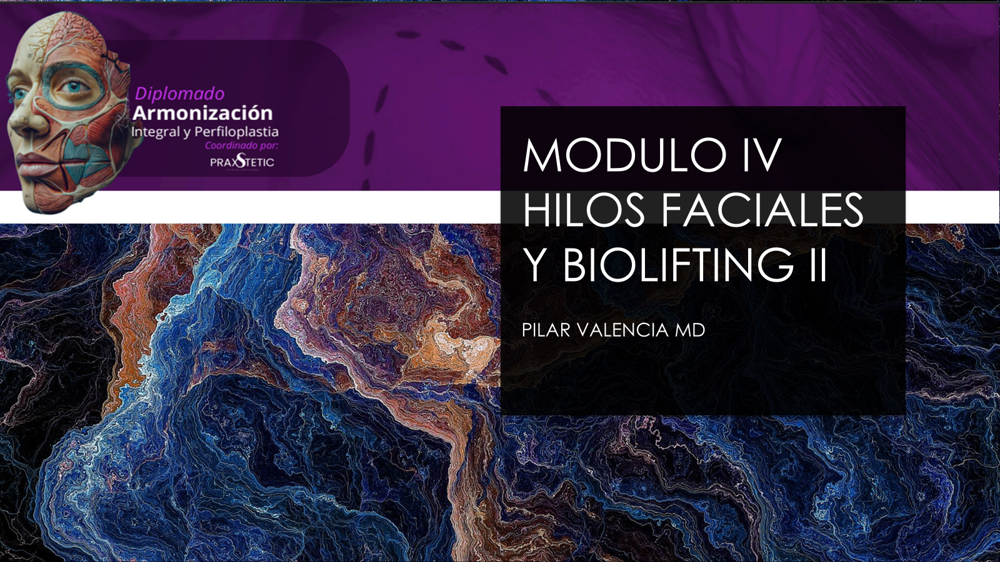 Diplomado
Armonización
Integral y Perfiloplastia
Coordinado por:
PRAXSTETIC
MODULO IV
HILOS FACIALES
Y BIOLIFTING II
PILAR VALENCIA MD